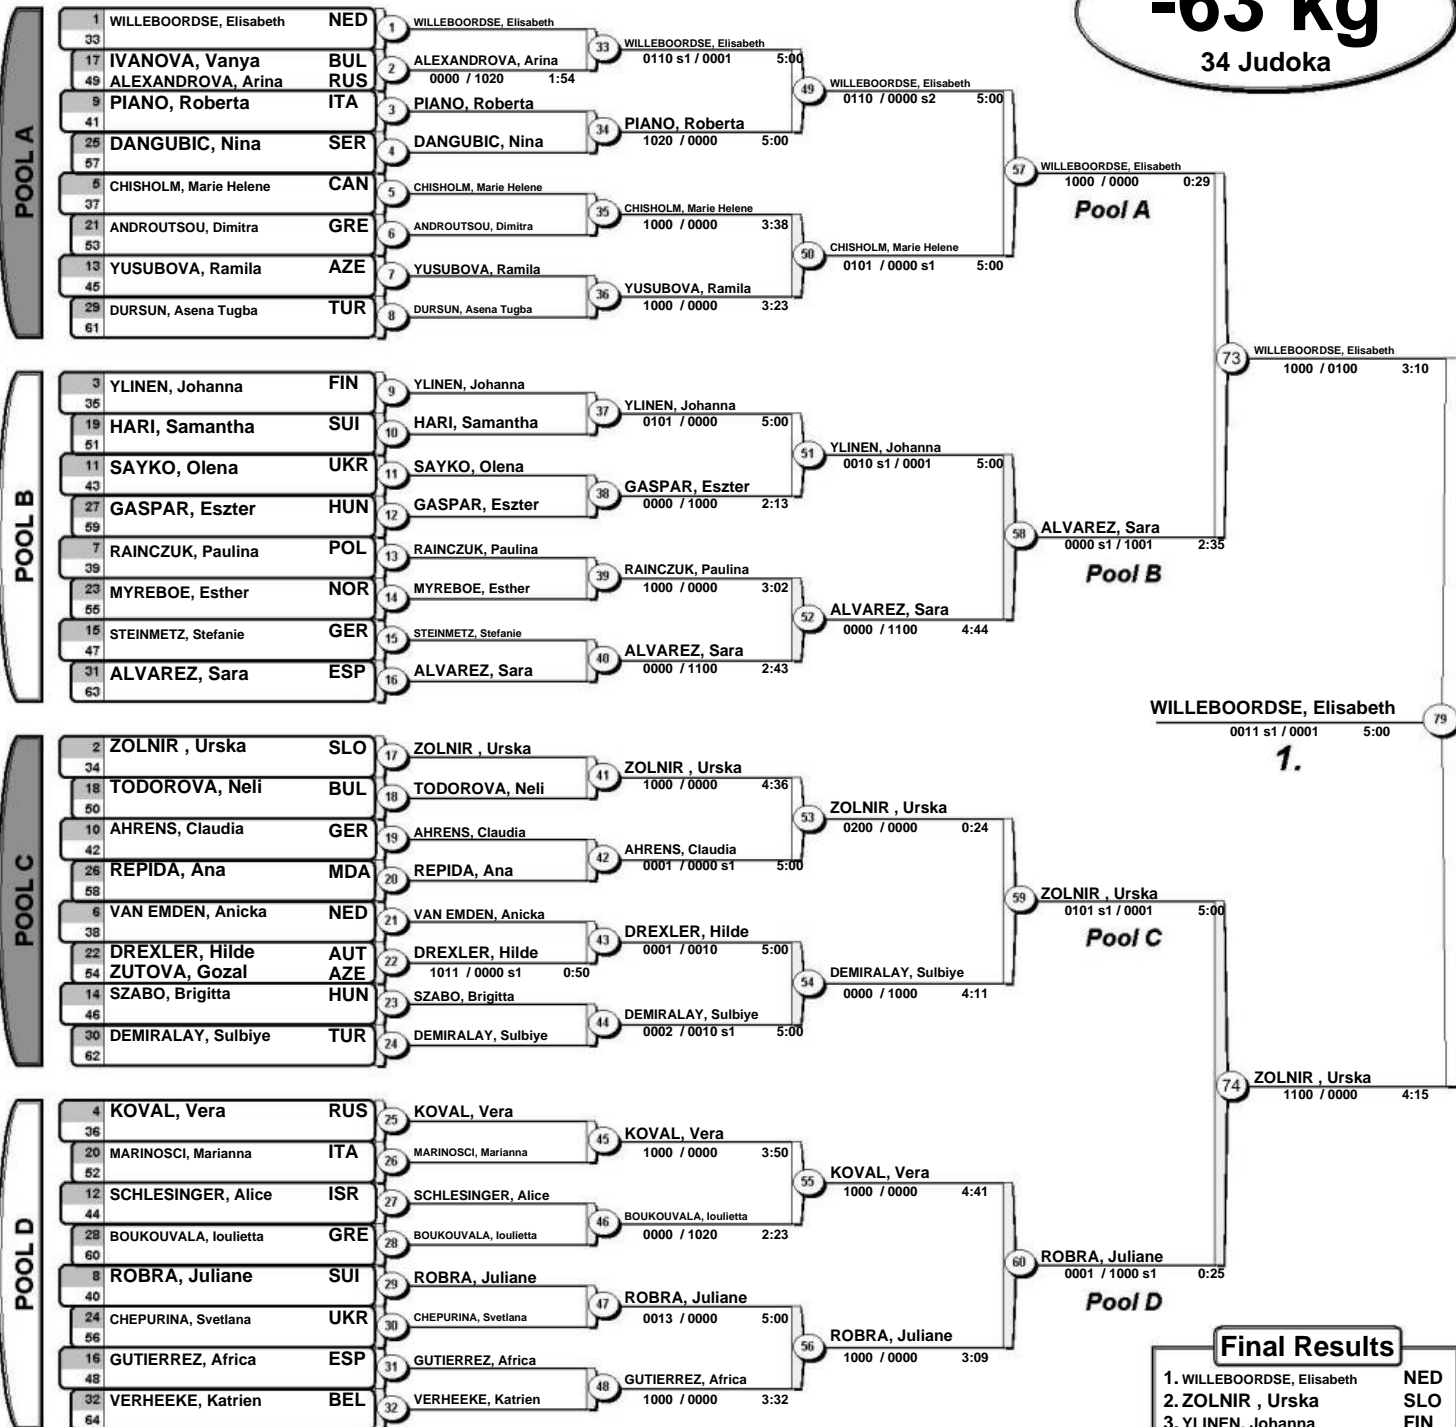 -63 kg
34 Judoka
POOL A
1 WILLEBOORDSE, Elisabeth NED
33
17 IVANOVA, Vanya BUL
49 ALEXANDROVA, Arina RUS
9 PIANO, Roberta ITA
41
25 DANGUBIC, Nina SER
57
5 CHISHOLM, Marie Helene CAN
37
21 ANDROUTSOU, Dimitra GRE
53
13 YUSUBOVA, Ramila AZE
45
29 DURSUN, Asena Tugba TUR
61
1 WILLEBOORDSE, Elisabeth
2 ALEXANDROVA, Arina
0000 / 1020 1:54
3 PIANO, Roberta
4 DANGUBIC, Nina
5 CHISHOLM, Marie Helene
6 ANDROUTSOU, Dimitra
7 YUSUBOVA, Ramila
8 DURSUN, Asena Tugba
33 WILLEBOORDSE, Elisabeth
0110 s1 / 0001 5:00
34 PIANO, Roberta
1020 / 0000 5:00
35 CHISHOLM, Marie Helene
1000 / 0000 3:38
36 YUSUBOVA, Ramila
1000 / 0000 3:23
49 WILLEBOORDSE, Elisabeth
0110 / 0000 s2 5:00
50 CHISHOLM, Marie Helene
0101 / 0000 s1 5:00
57 WILLEBOORDSE, Elisabeth
1000 / 0000 0:29
Pool A
POOL B
3 YLINEN, Johanna FIN
35
19 HARI, Samantha SUI
51
11 SAYKO, Olena UKR
43
27 GASPAR, Eszter HUN
59
7 RAINCZUK, Paulina POL
39
23 MYREBOE, Esther NOR
55
15 STEINMETZ, Stefanie GER
47
31 ALVAREZ, Sara ESP
63
9 YLINEN, Johanna
10 HARI, Samantha
11 SAYKO, Olena
12 GASPAR, Eszter
13 RAINCZUK, Paulina
14 MYREBOE, Esther
15 STEINMETZ, Stefanie
16 ALVAREZ, Sara
37 YLINEN, Johanna
0101 / 0000 5:00
38 GASPAR, Eszter
0000 / 1000 2:13
39 RAINCZUK, Paulina
1000 / 0000 3:02
40 ALVAREZ, Sara
0000 / 1100 2:43
51 YLINEN, Johanna
0010 s1 / 0001 5:00
52 ALVAREZ, Sara
0000 / 1100 4:44
58 ALVAREZ, Sara
0000 s1 / 1001 2:35
Pool B
73 WILLEBOORDSE, Elisabeth
1000 / 0100 3:10
WILLEBOORDSE, Elisabeth 79
0011 s1 / 0001 5:00
1.
POOL C
2 ZOLNIR , Urska SLO
34
18 TODOROVA, Neli BUL
50
10 AHRENS, Claudia GER
42
26 REPIDA, Ana MDA
58
6 VAN EMDEN, Anicka NED
38
22 DREXLER, Hilde AUT
54 ZUTOVA, Gozal AZE
14 SZABO, Brigitta HUN
46
30 DEMIRALAY, Sulbiye TUR
62
17 ZOLNIR , Urska
18 TODOROVA, Neli
19 AHRENS, Claudia
20 REPIDA, Ana
21 VAN EMDEN, Anicka
22 DREXLER, Hilde
1011 / 0000 s1 0:50
23 SZABO, Brigitta
24 DEMIRALAY, Sulbiye
41 ZOLNIR , Urska
1000 / 0000 4:36
42 AHRENS, Claudia
0001 / 0000 s1 5:00
43 DREXLER, Hilde
0001 / 0010 5:00
44 DEMIRALAY, Sulbiye
0002 / 0010 s1 5:00
53 ZOLNIR , Urska
0200 / 0000 0:24
54 DEMIRALAY, Sulbiye
0000 / 1000 4:11
59 ZOLNIR , Urska
0101 s1 / 0001 5:00
Pool C
74 ZOLNIR , Urska
1100 / 0000 4:15
POOL D
4 KOVAL, Vera RUS
36
20 MARINOSCI, Marianna ITA
52
12 SCHLESINGER, Alice ISR
44
28 BOUKOUVALA, Ioulietta GRE
60
8 ROBRA, Juliane SUI
40
24 CHEPURINA, Svetlana UKR
56
16 GUTIERREZ, Africa ESP
48
32 VERHEEKE, Katrien BEL
64
25 KOVAL, Vera
26 MARINOSCI, Marianna
27 SCHLESINGER, Alice
28 BOUKOUVALA, Ioulietta
29 ROBRA, Juliane
30 CHEPURINA, Svetlana
31 GUTIERREZ, Africa
32 VERHEEKE, Katrien
45 KOVAL, Vera
1000 / 0000 3:50
46 BOUKOUVALA, Ioulietta
0000 / 1020 2:23
47 ROBRA, Juliane
0013 / 0000 5:00
48 GUTIERREZ, Africa
1000 / 0000 3:32
55 KOVAL, Vera
1000 / 0000 4:41
56 ROBRA, Juliane
1000 / 0000 3:09
60 ROBRA, Juliane
0001 / 1000 s1 0:25
Pool D
Final Results
1. WILLEBOORDSE, Elisabeth NED
2. ZOLNIR , Urska SLO
3. YLINEN, Johanna FIN